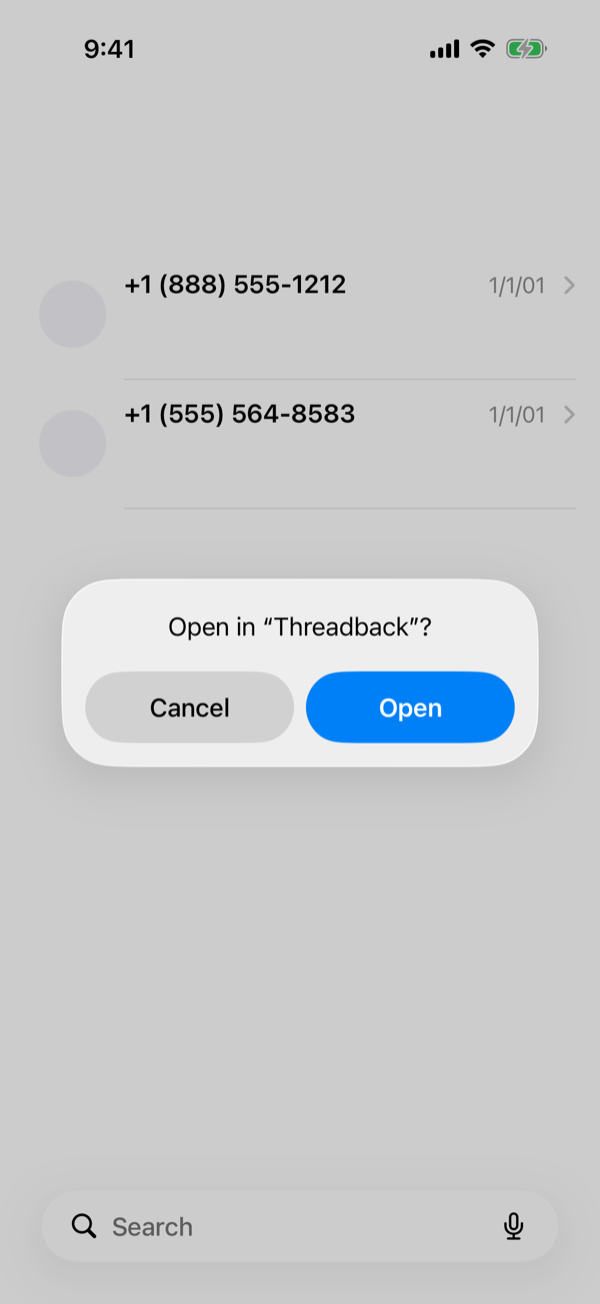 9:41
+1 (888) 555-1212 1/1/01
+1 (555) 564-8583 1/1/01
Open in “Threadback”?
Cancel Open
Search